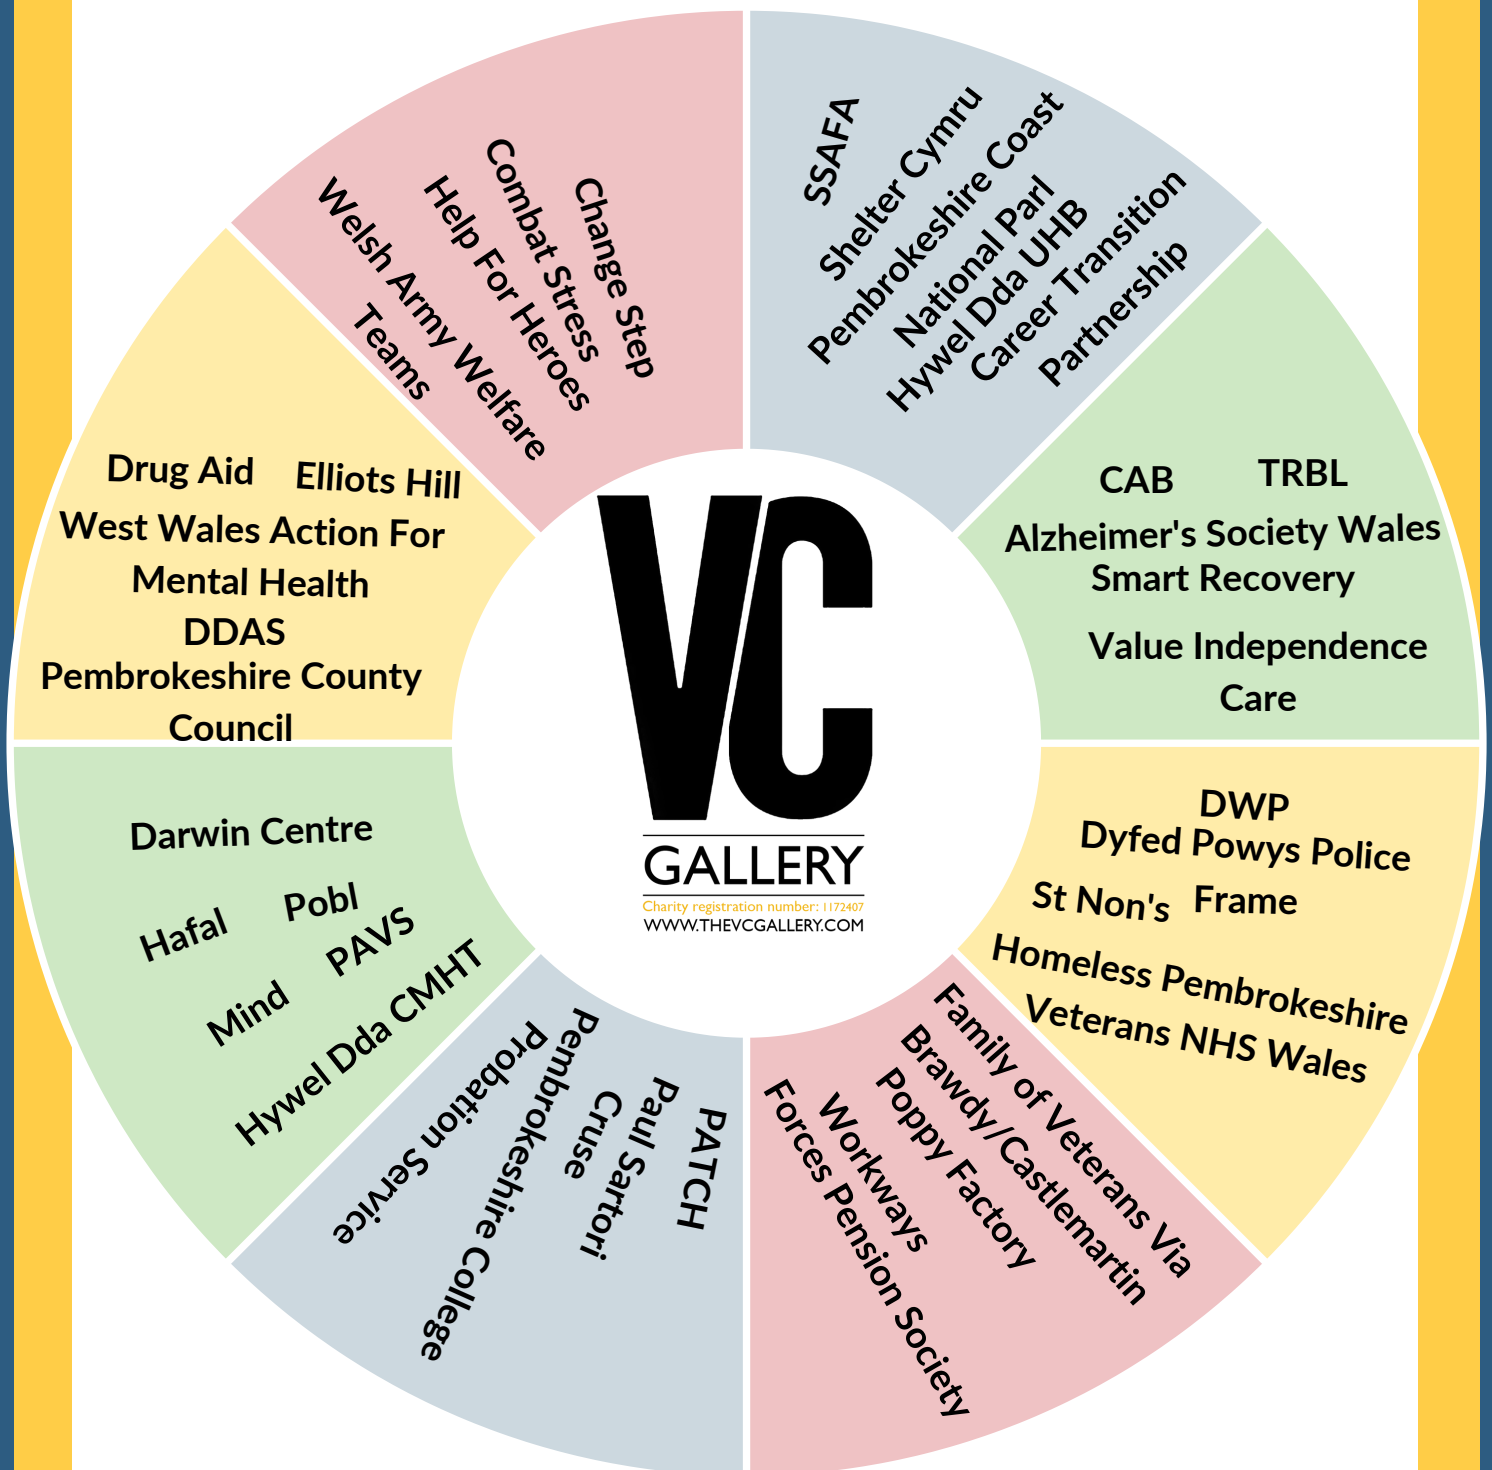 SSAFA
Shelter Cymru
Pembrokeshire Coast
National Parl
Hywel Dda UHB
Career Transition
Partnership
CAB
TRBL
Alzheimer's Society Wales
Smart Recovery
Value Independence
Care
DWP
Dyfed Powys Police
St Non's
Frame
Homeless Pembrokeshire
Veterans NHS Wales
Family of Veterans Via
Brawdy/Castlemartin
Poppy Factory
Workways
Forces Pension Society
PATCH
Paul Sartori
Cruse
Pembrokeshire College
Probation Service
Darwin Centre
Hafal
Pobl
PAVS
Mind
Hywel Dda CMHT
Drug Aid
Elliots Hill
West Wales Action For
Mental Health
DDAS
Pembrokeshire County
Council
Welsh Army Welfare
Teams
Help For Heroes
Combat Stress
Change Step
VC
GALLERY
Charity registration number: 1172407
WWW.THEVCGALLERY.COM